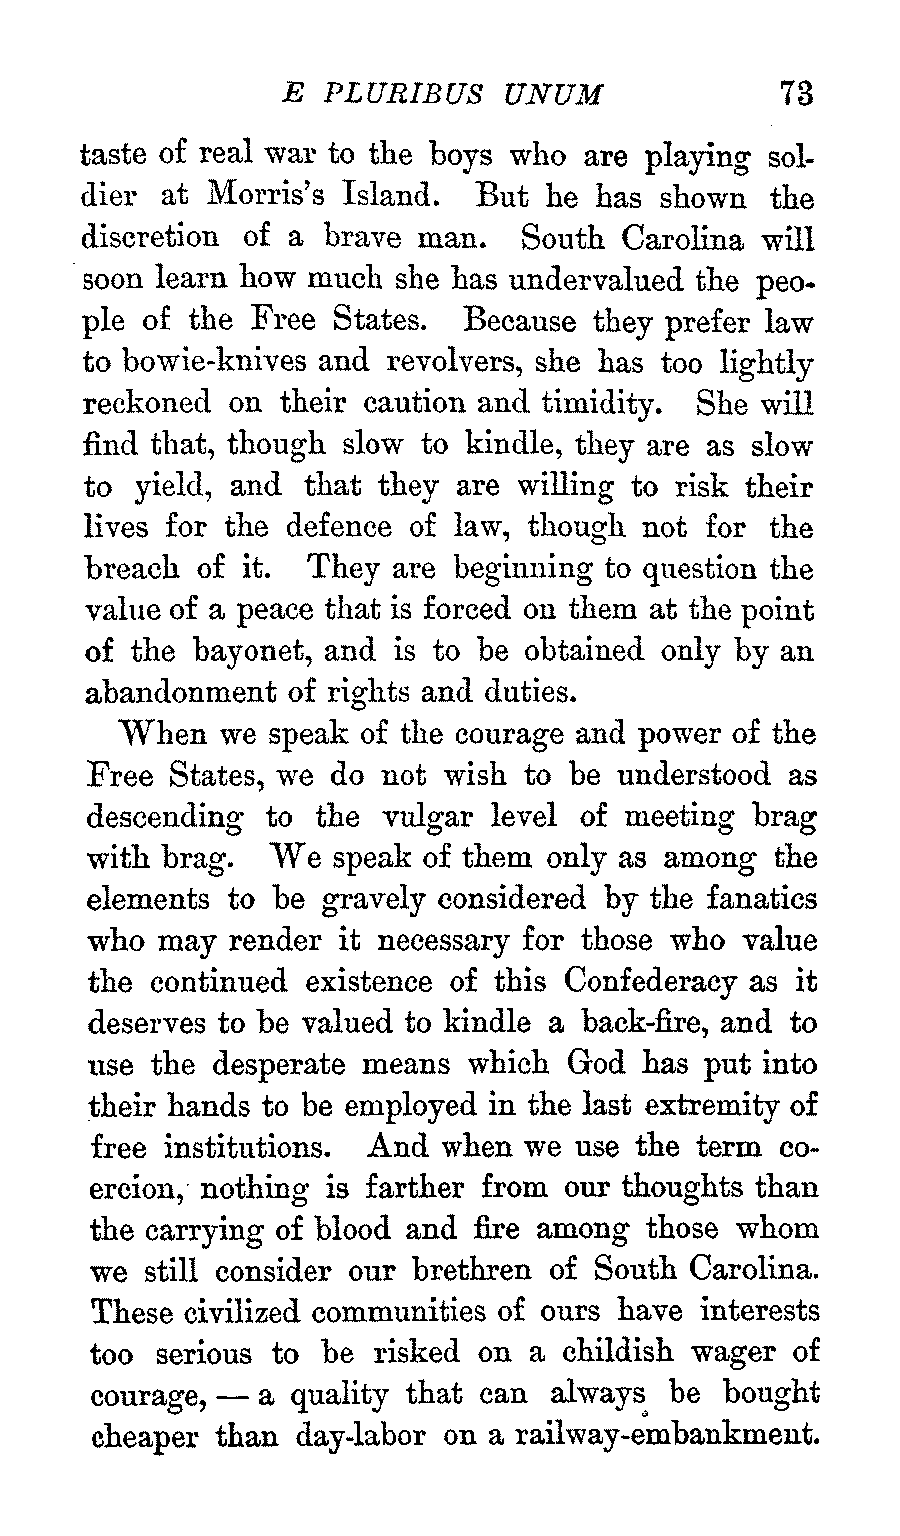 E PLURIBUS UNUM 73
taste of real war to the boys who are playing sol-
dier at Morris's Island. But he has shown the
discretion of a brave man. South Carolina will
soon learn how much she has undervalued the peo-
ple of the Free States. Because they prefer law
to bowie-knives and revolvers, she has too lightly
reckoned on their caution and timidity. She will
find that, though slow to kindle, they are as slow
to yield, and that they are willing to risk their
lives for the defence of law, though not for the
breach of it. They are beginning to question the
value of a peace that is forced on them at the point
of the bayonet, and is to be obtained only by an
abandonment of rights and duties.
When we speak of the courage and power of the
Free States, we do not wish to be understood as
descending to the vulgar level of meeting brag
with brag. We speak of them only as among the
elements to be gravely considered by the fanatics
who may render it necessary for those who value
the continued existence of this Confederacy as it
deserves to be valued to kindle a back-fire, and to
use the desperate means which God has put into
their hands to be employed in the last extremity of
free institutions. And when we use the term co-
ercion, nothing is farther from our thoughts than
the carrying of blood and fire among those whom
we still consider our brethren of South Carolina.
These civilized communities of ours have interests
too serious to be risked on a childish wager of
courage, — a quality that can always be bought
cheaper than day-labor on a railway-embankment.